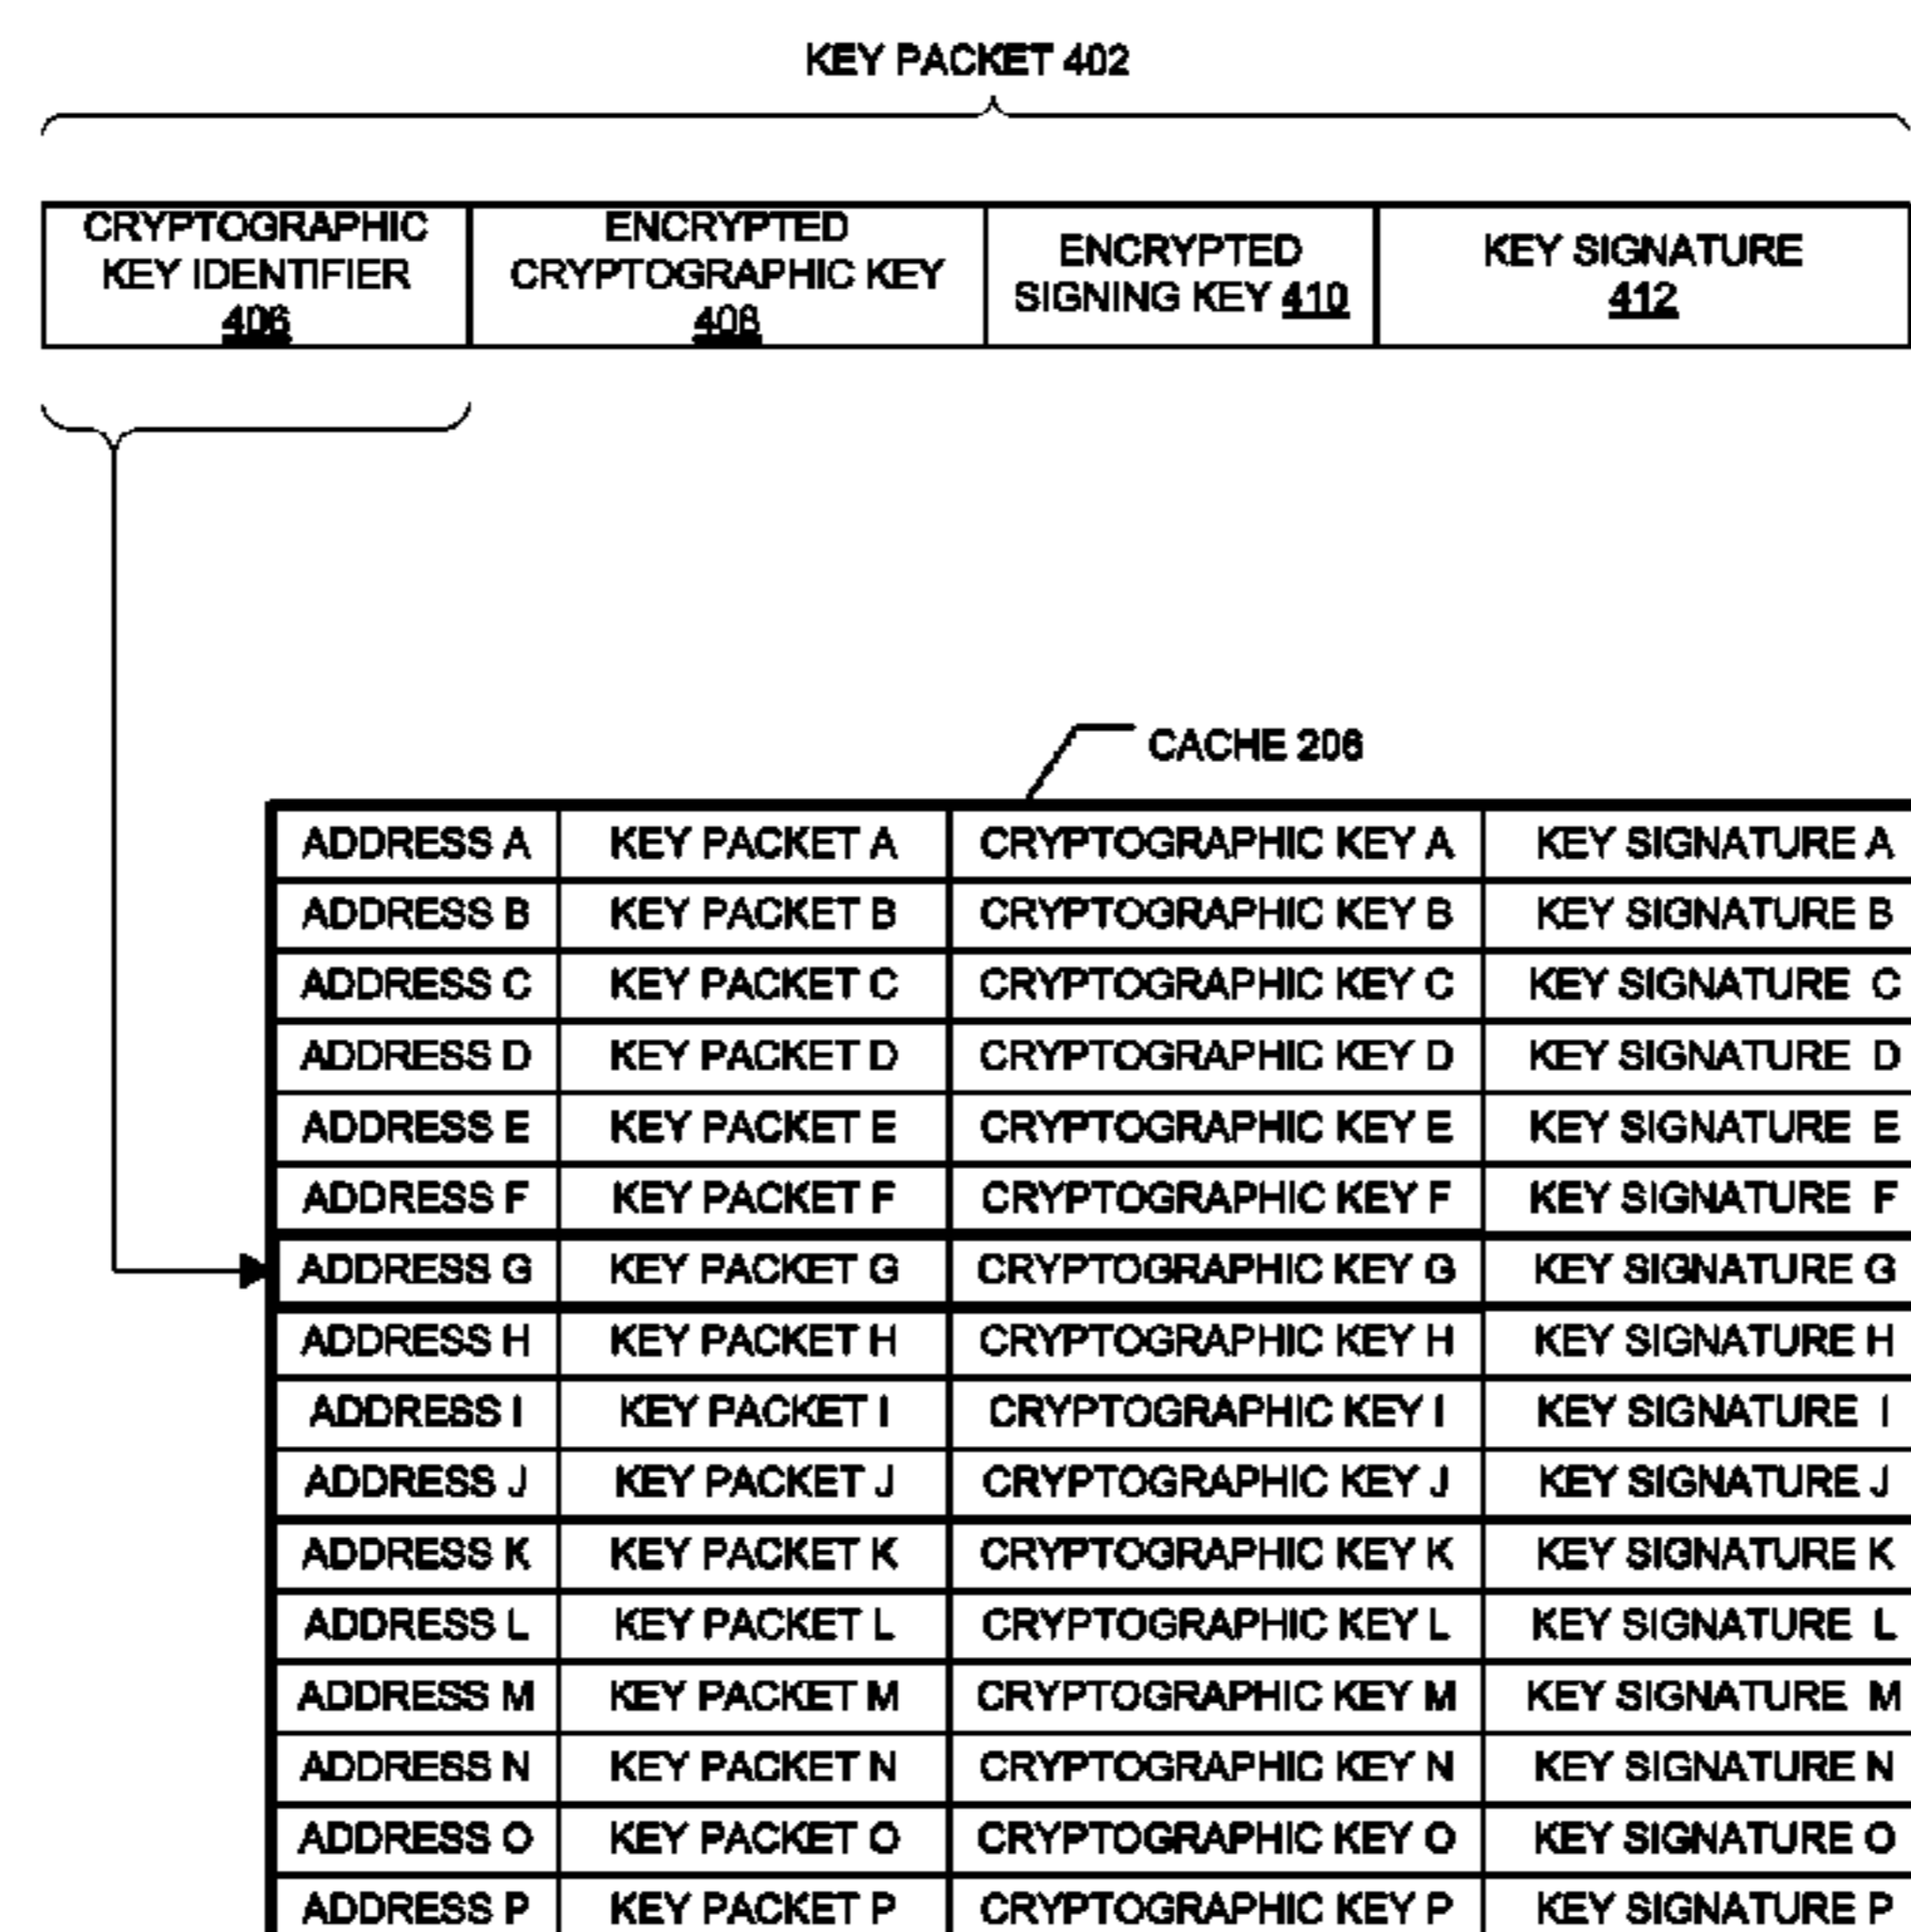 KEY PACKET 402
CRYPTOGRAPHIC
KEY IDENTIFIER
406
ENCRYPTED
CRYPTOGRAPHIC KEY
408
ENCRYPTED
SIGNING KEY 410
KEY SIGNATURE
412
CACHE 206
ADDRESS A KEY PACKET A CRYPTOGRAPHIC KEY A KEY SIGNATURE A
ADDRESS B KEY PACKET B CRYPTOGRAPHIC KEY B KEY SIGNATURE B
ADDRESS C KEY PACKET C CRYPTOGRAPHIC KEY C KEY SIGNATURE C
ADDRESS D KEY PACKET D CRYPTOGRAPHIC KEY D KEY SIGNATURE D
ADDRESS E KEY PACKET E CRYPTOGRAPHIC KEY E KEY SIGNATURE E
ADDRESS F KEY PACKET F CRYPTOGRAPHIC KEY F KEY SIGNATURE F
ADDRESS G KEY PACKET G CRYPTOGRAPHIC KEY G KEY SIGNATURE G
ADDRESS H KEY PACKET H CRYPTOGRAPHIC KEY H KEY SIGNATURE H
ADDRESS I KEY PACKET I CRYPTOGRAPHIC KEY I KEY SIGNATURE I
ADDRESS J KEY PACKET J CRYPTOGRAPHIC KEY J KEY SIGNATURE J
ADDRESS K KEY PACKET K CRYPTOGRAPHIC KEY K KEY SIGNATURE K
ADDRESS L KEY PACKET L CRYPTOGRAPHIC KEY L KEY SIGNATURE L
ADDRESS M KEY PACKET M CRYPTOGRAPHIC KEY M KEY SIGNATURE M
ADDRESS N KEY PACKET N CRYPTOGRAPHIC KEY N KEY SIGNATURE N
ADDRESS O KEY PACKET O CRYPTOGRAPHIC KEY O KEY SIGNATURE O
ADDRESS P KEY PACKET P CRYPTOGRAPHIC KEY P KEY SIGNATURE P